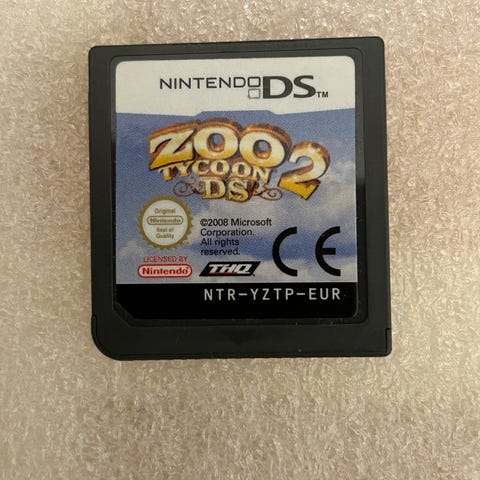 NINTENDO DS™
ZOO 2
TYCOON
DS
Original
Nintendo
Seal of
Quality
©2008 Microsoft
Corporation.
All rights
reserved.
LICENSED BY
Nintendo
THQ
CE
NTR-YZTP-EUR